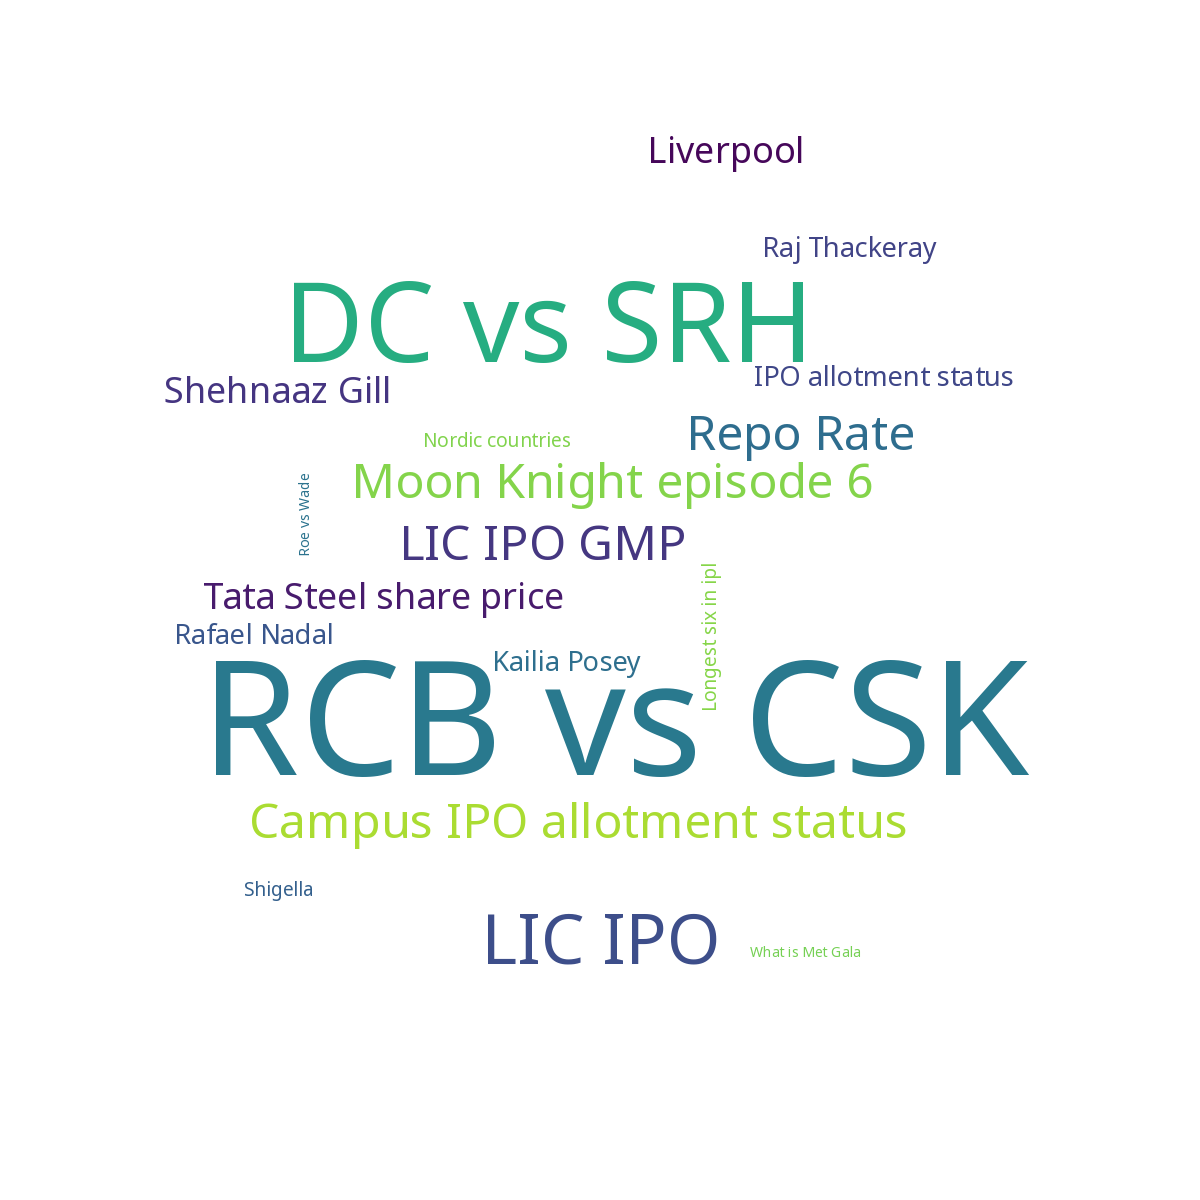 Liverpool
Raj Thackeray
DC vs SRH
IPO allotment status
Shehnaaz Gill
Repo Rate
Nordic countries
Moon Knight episode 6
Roe vs Wade
LIC IPO GMP
Tata Steel share price
Longest six in ipl
Rafael Nadal
Kailia Posey
RCB vs CSK
Campus IPO allotment status
Shigella
LIC IPO
What is Met Gala